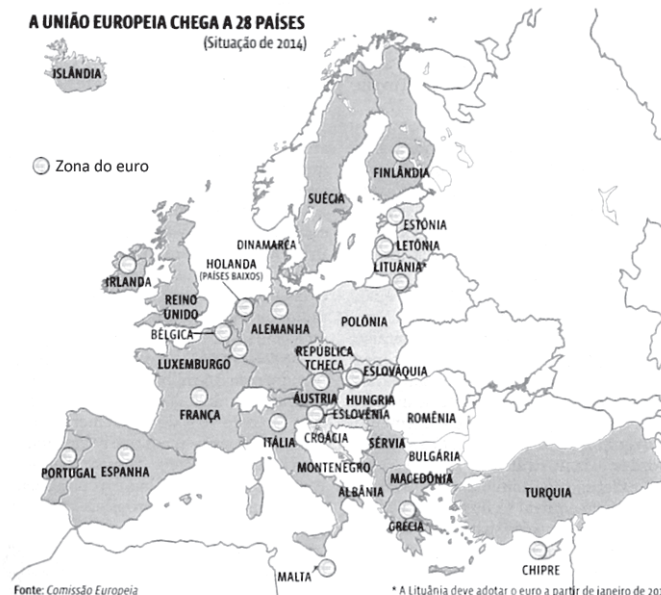 A UNIÃO EUROPEIA CHEGA A 28 PAÍSES
(Situação de 2014)
ISLÂNDIA
Zona do euro
FINLÂNDIA
SUÉCIA
ESTÔNIA
DINAMARCA
LETÔNIA
HOLANDA
(PAÍSES BAIXOS)
LITUÂNIA*
IRLANDA
REINO
UNIDO
POLÔNIA
ALEMANHA
BÉLGICA
REPÚBLICA
TCHECA
LUXEMBURGO
ESLOVÁQUIA
ÁUSTRIA
HUNGRIA
FRANÇA
ESLOVÊNIA
ROMÊNIA
ITÁLIA
CROÁCIA
SÉRVIA
BULGÁRIA
PORTUGAL
ESPANHA
MONTENEGRO
MACEDÔNIA
ALBÂNIA
TURQUIA
GRÉCIA
CHIPRE
MALTA
Fonte: Comissão Europeia
* A Lituânia deve adotar o euro a partir de janeiro de